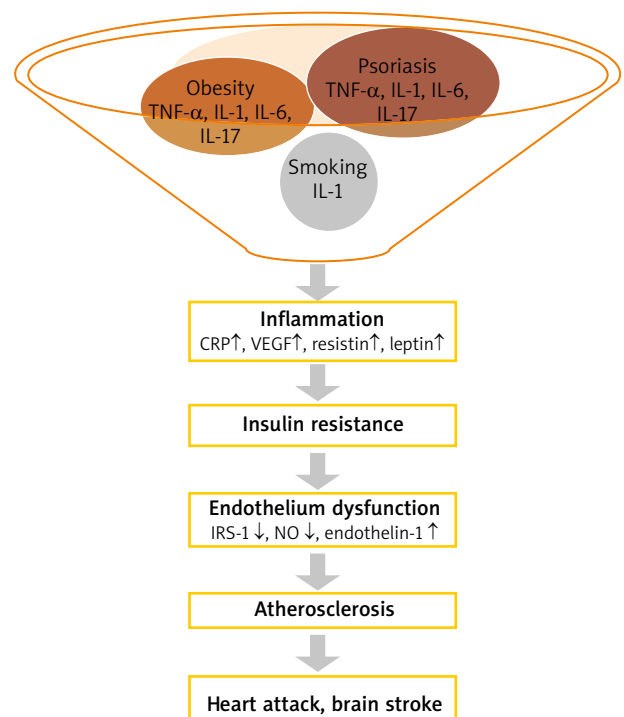 Obesity
TNF-α, IL-1, IL-6,
IL-17
Psoriasis
TNF-α, IL-1, IL-6,
IL-17
Smoking
IL-1
Inflammation
CRP↑, VEGF↑, resistin↑, leptin↑
Insulin resistance
Endothelium dysfunction
IRS-1 ↓, NO ↓, endothelin-1 ↑
Atherosclerosis
Heart attack, brain stroke